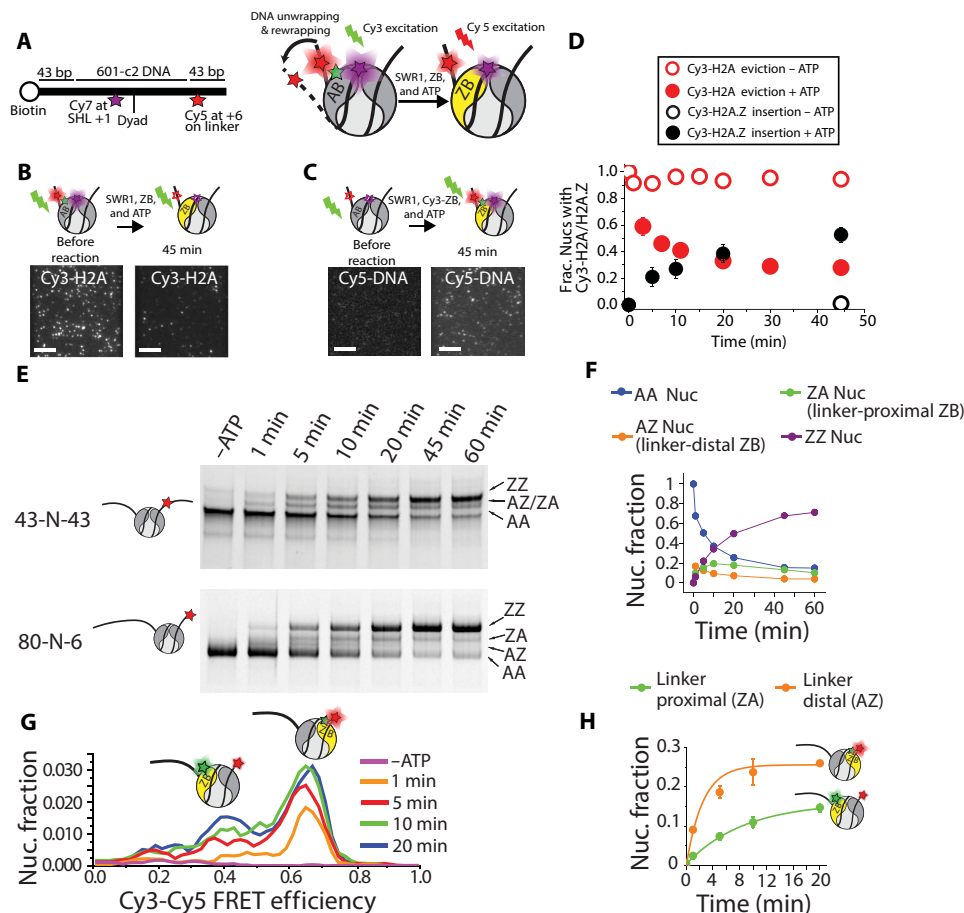 A
43 bp
601-c2 DNA
43 bp
Biotin
Cy7 at
SHL +1
Dyad
Cy5 at +6
on linker
DNA unwrapping
& rewrapping
Cy3 excitation
Cy 5 excitation
AB
SWR1, ZB,
and ATP
ZB
B
AB
SWR1, ZB,
and ATP
ZB
Before
reaction
45 min
Cy3-H2A
Cy3-H2A
C
AB
SWR1, Cy3-ZB,
and ATP
ZB
Before
reaction
45 min
Cy5-DNA
Cy5-DNA
D
Cy3-H2A eviction – ATP
Cy3-H2A eviction + ATP
Cy3-H2A.Z insertion – ATP
Cy3-H2A.Z insertion + ATP
Frac. Nucs with
Cy3-H2A/H2A.Z
1.0
0.8
0.6
0.4
0.2
0.0
0
10
20
30
40
50
Time (min)
E
–ATP
1 min
5 min
10 min
20 min
45 min
60 min
43-N-43
ZZ
AZ/ZA
AA
80-N-6
ZZ
ZA
AZ
AA
F
AA Nuc
ZA Nuc
(linker-proximal ZB)
AZ Nuc
(linker-distal ZB)
ZZ Nuc
Nuc. fraction
1
0.8
0.6
0.4
0.2
0
0
20
40
60
Time (min)
G
ZB
ZB
Nuc. fraction
0.030
0.020
0.010
0.000
0.0
0.2
0.4
0.6
0.8
1.0
Cy3-Cy5 FRET efficiency
–ATP
1 min
5 min
10 min
20 min
Linker
proximal (ZA)
Linker
distal (AZ)
H
Nuc. fraction
0.3
0.2
0.1
0
0
4
8
12
16
20
Time (min)
ZB
ZB